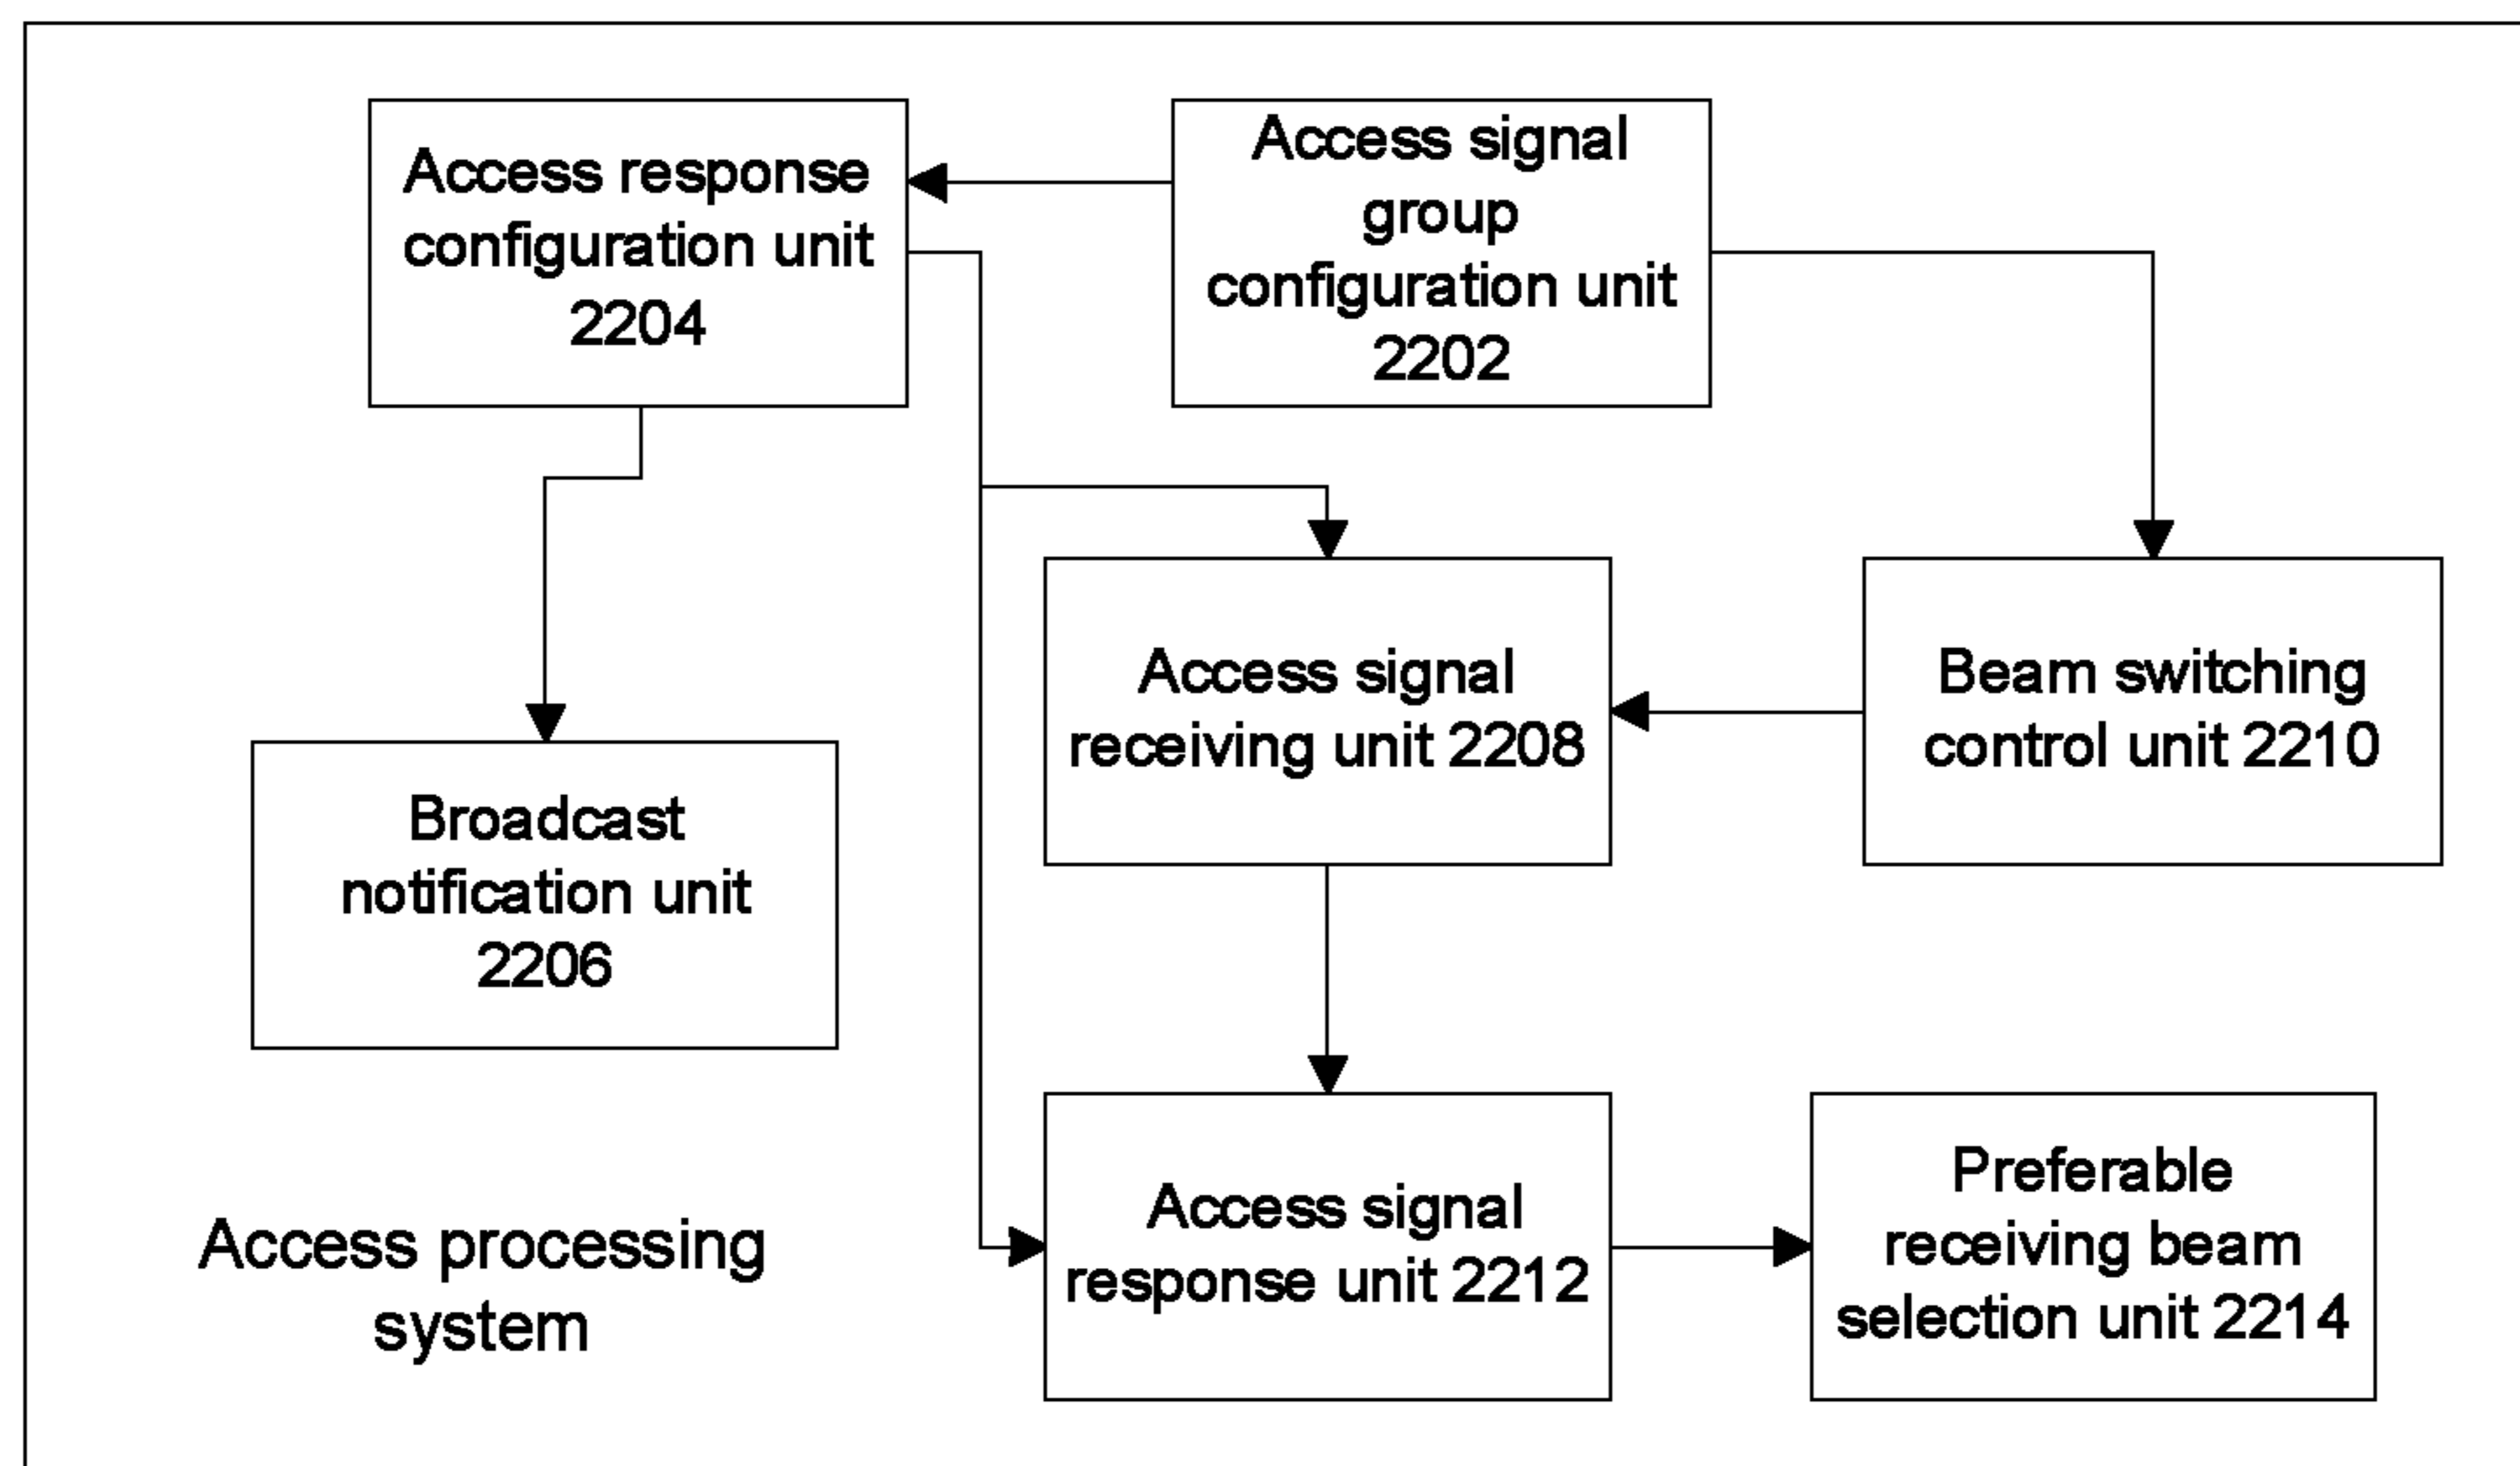 Access response
configuration unit
2204
Access signal
group
configuration unit
2202
Access signal
receiving unit 2208
Beam switching
control unit 2210
Broadcast
notification unit
2206
Access signal
response unit 2212
Preferable
receiving beam
selection unit 2214
Access processing
system